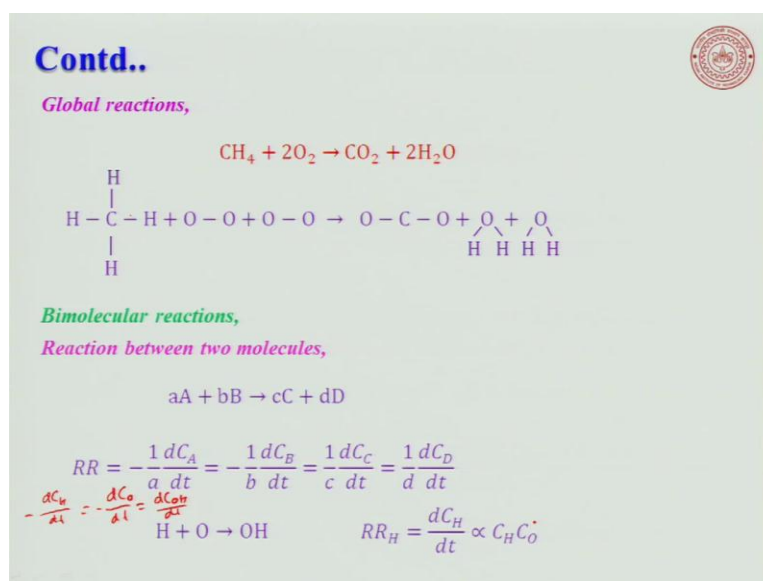 Contd..
Global reactions,
CH₄ + 2O₂ → CO₂ + 2H₂O
H
|
H – C – H + O – O + O – O → O – C – O + O + O
| / \ / \
H H H H
H
Bimolecular reactions,
Reaction between two molecules,
aA + bB → cC + dD
RR = − 1/a dC_A/dt = − 1/b dC_B/dt = 1/c dC_C/dt = 1/d dC_D/dt
− dC_H/dt = − dC_O/dt = dC_OH/dt
H + O → OH RR_H = dC_H/dt ∝ C_H C_O